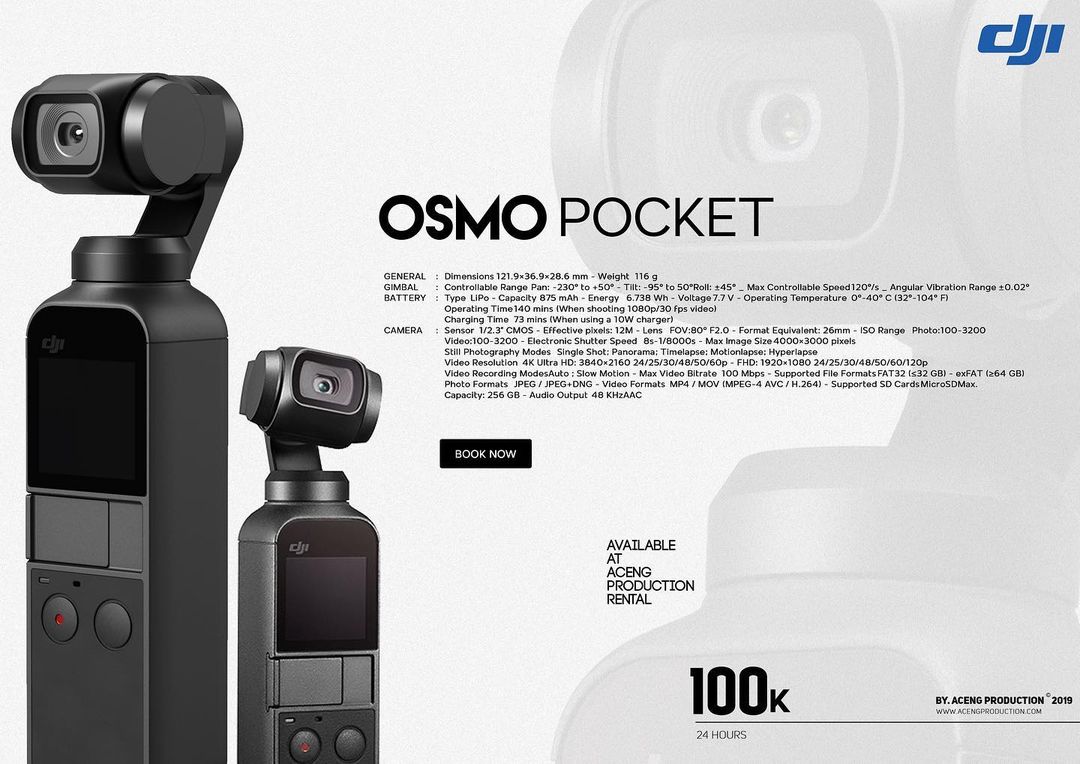 dji
OSMO POCKET
GENERAL : Dimensions 121.9×36.9×28.6 mm - Weight 116 g
GIMBAL : Controllable Range Pan: -230° to +50° - Tilt: -95° to 50°Roll: ±45° _ Max Controllable Speed120°/s _ Angular Vibration Range ±0.02°
BATTERY : Type LiPo - Capacity 875 mAh - Energy 6.738 Wh - Voltage 7.7 V - Operating Temperature 0°-40° C (32°-104° F)
Operating Time140 mins (When shooting 1080p/30 fps video)
Charging Time 73 mins (When using a 10W charger)
CAMERA : Sensor 1/2.3" CMOS - Effective pixels: 12M - Lens FOV:80° F2.0 - Format Equivalent: 26mm - ISO Range Photo:100-3200
Video:100-3200 - Electronic Shutter Speed 8s-1/8000s - Max Image Size 4000×3000 pixels
Still Photography Modes Single Shot; Panorama; Timelapse; Motionlapse; Hyperlapse
Video Resolution 4K Ultra HD: 3840×2160 24/25/30/48/50/60p - FHD: 1920×1080 24/25/30/48/50/60/120p
Video Recording ModesAuto ; Slow Motion - Max Video Bitrate 100 Mbps - Supported File Formats FAT32 (≤32 GB) - exFAT (≥64 GB)
Photo Formats JPEG / JPEG+DNG - Video Formats MP4 / MOV (MPEG-4 AVC / H.264) - Supported SD CardsMicroSDMax.
Capacity: 256 GB - Audio Output 48 KHzAAC
dji
BOOK NOW
dji
AVAILABLE
AT
ACENG
PRODUCTION
RENTAL
100K
24 HOURS
BY. ACENG PRODUCTION © 2019
WWW.ACENGPRODUCTION.COM